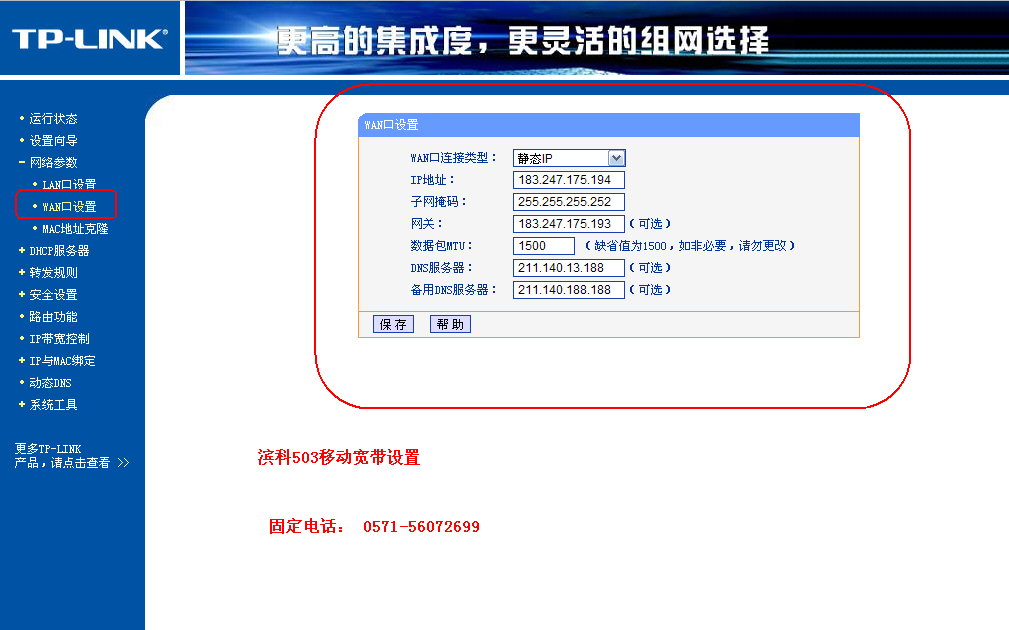 TP-LINK®
更高的集成度，更灵活的组网选择
• 运行状态
• 设置向导
- 网络参数
• LAN口设置
• WAN口设置
• MAC地址克隆
+ DHCP服务器
+ 转发规则
+ 安全设置
• 路由功能
• IP带宽控制
+ IP与MAC绑定
• 动态DNS
+ 系统工具
更多TP-LINK
产品，请点击查看 >>
WAN口设置
WAN口连接类型： 静态IP
IP地址： 183.247.175.194
子网掩码： 255.255.255.252
网关： 183.247.175.193 （可选）
数据包MTU： 1500 （缺省值为1500，如非必要，请勿更改）
DNS服务器： 211.140.13.188 （可选）
备用DNS服务器： 211.140.188.188 （可选）
保存 帮助
滨科503移动宽带设置
固定电话： 0571-56072699